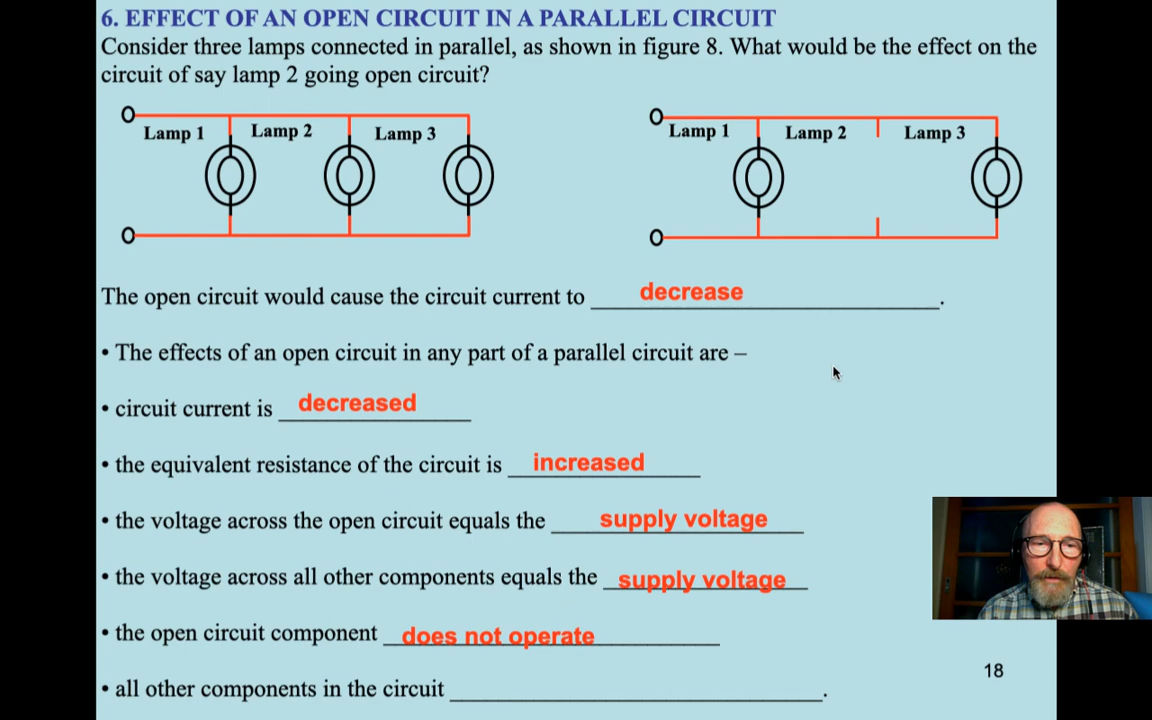 6. EFFECT OF AN OPEN CIRCUIT IN A PARALLEL CIRCUIT
Consider three lamps connected in parallel, as shown in figure 8. What would be the effect on the
circuit of say lamp 2 going open circuit?
Lamp 1 Lamp 2 Lamp 3
Lamp 1 Lamp 2 Lamp 3
The open circuit would cause the circuit current to decrease.
• The effects of an open circuit in any part of a parallel circuit are –
• circuit current is decreased
• the equivalent resistance of the circuit is increased
• the voltage across the open circuit equals the supply voltage
• the voltage across all other components equals the supply voltage
• the open circuit component does not operate
18
• all other components in the circuit ______.